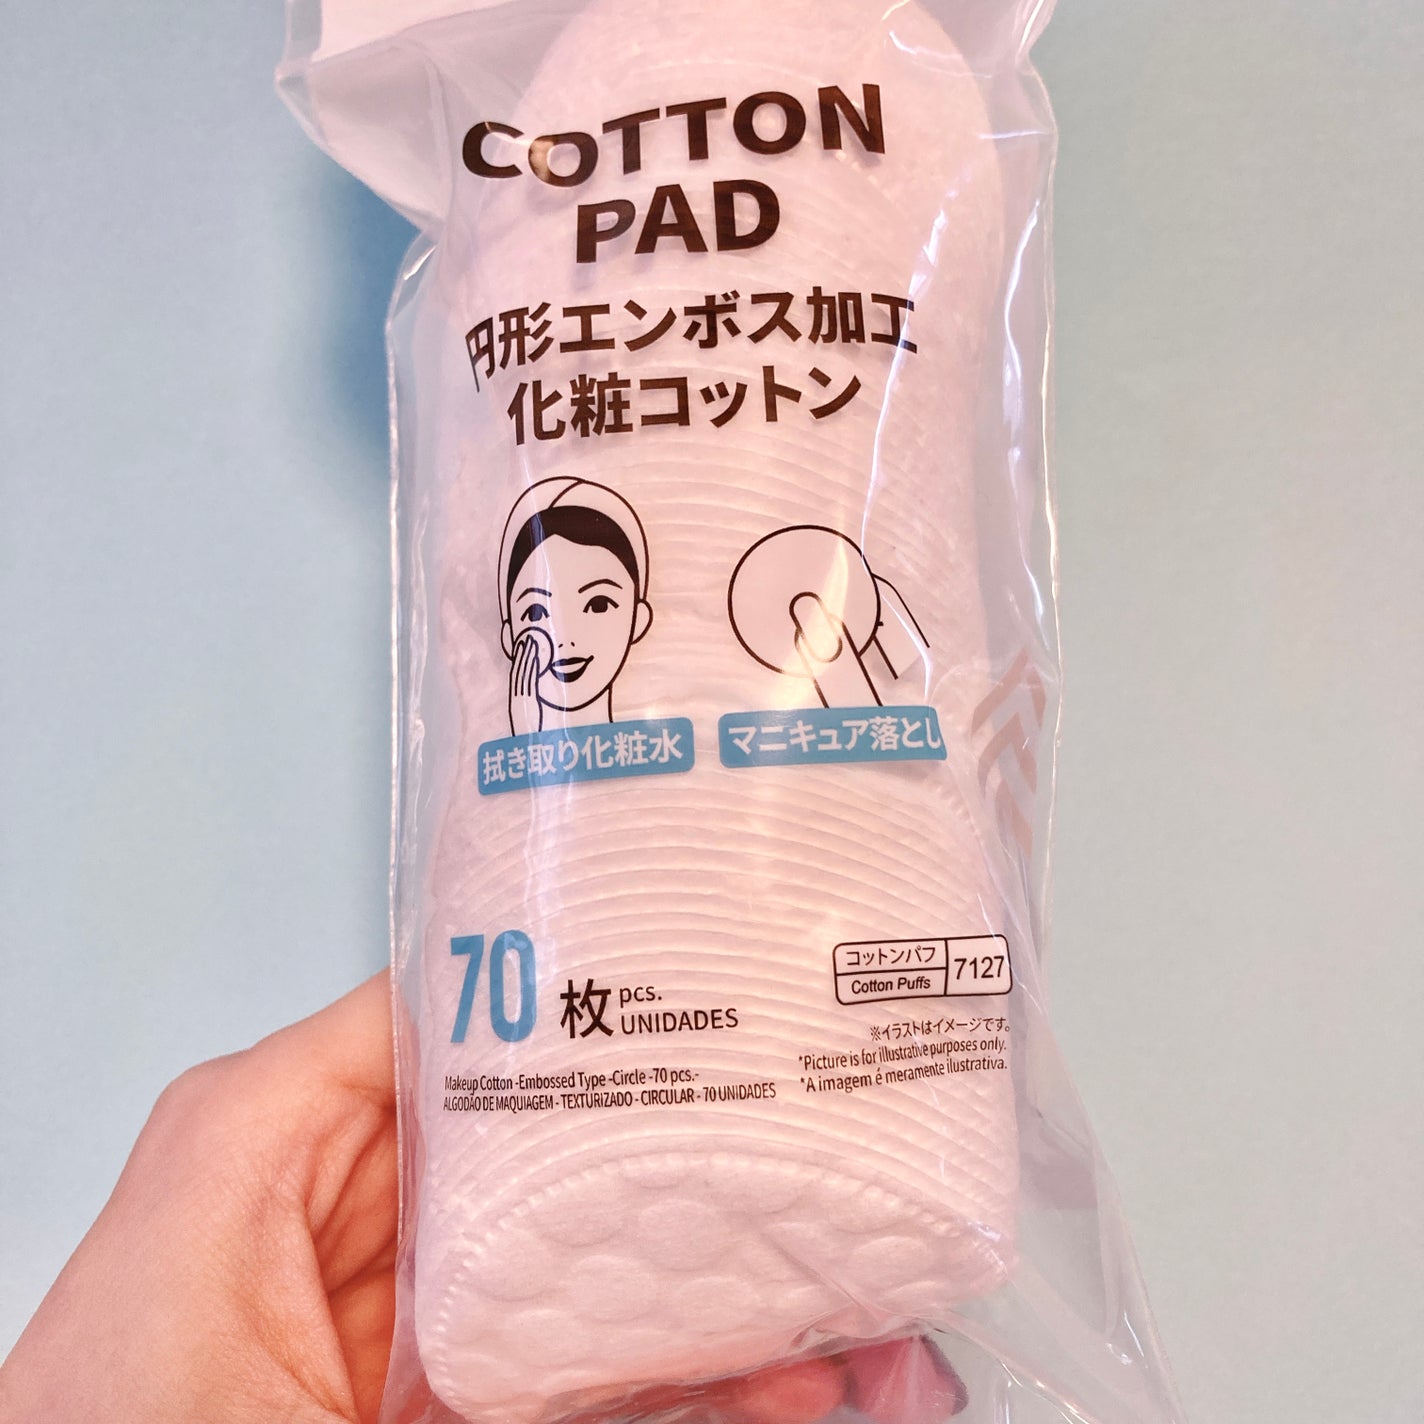 COTTON
PAD
円形エンボス加工
化粧コットン
拭き取り化粧水
マニキュア落とし
70枚 pcs.
UNIDADES
コットンパフ
Cotton Puffs
7127
※イラストはイメージです。
*Picture is for illustrative purposes only.
*A imagem é meramente ilustrativa.
Makeup Cotton -Embossed Type -Circle -70 pcs.-
ALGODÃO DE MAQUIAGEM - TEXTURIZADO - CIRCULAR - 70 UNIDADES